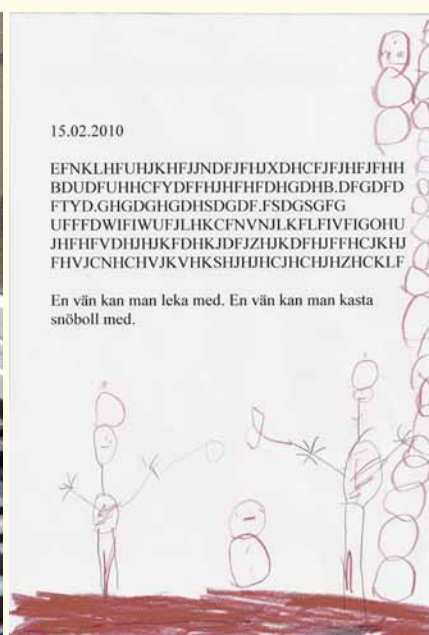 15.02.2010
EFNKLHFUHJKHFJJNDFJFHJXDHCFJFJHFJFHH
BDUDFUHHCFYDFFHJHFHFDHGDHB.DFGDFD
FTYD.GHGDGHGDHSDGDF.FSDGSGFG
UFFFDWIFIWUFJLHKCFNVNJLKFLFIVFIGOHU
JHFHFVDHJHJKFDHKJDFJZHJKDFHJFFHCJKHJ
FHVJCNHCHVJKVHKSHJHJHCJHCHJHZHCKLF
En vän kan man leka med. En vän kan man kasta
snöboll med.